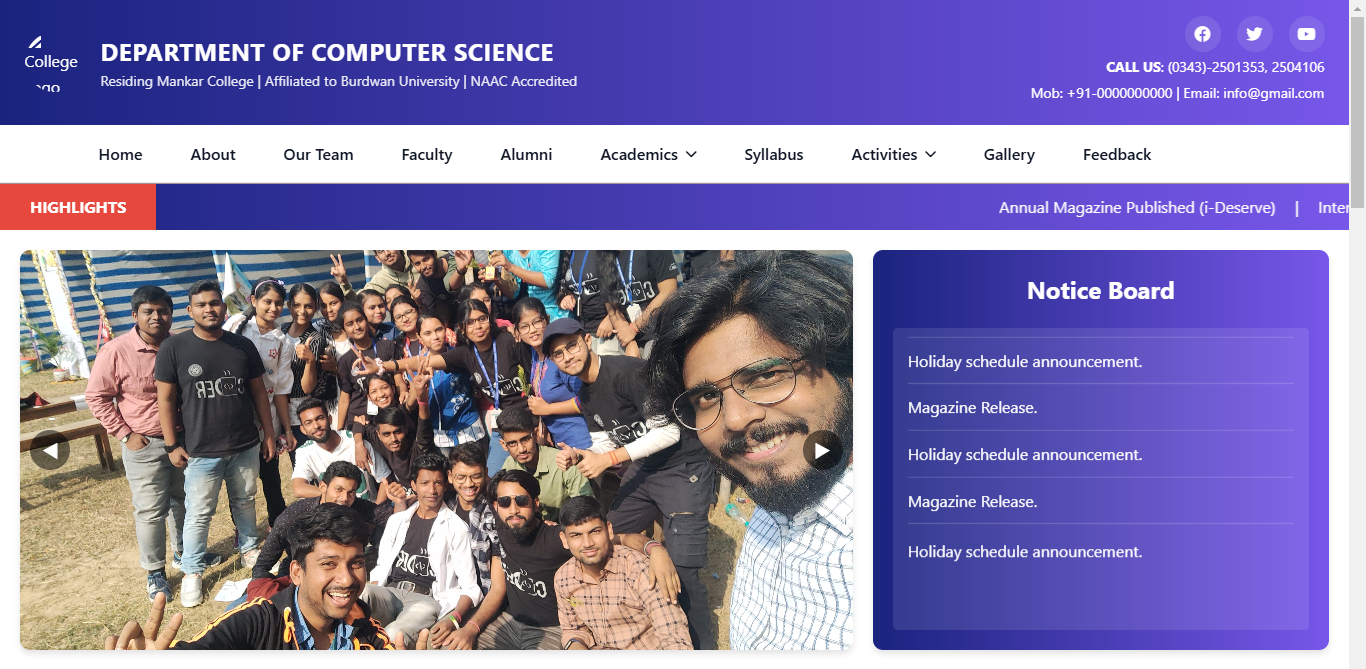 College
DEPARTMENT OF COMPUTER SCIENCE
Residing Mankar College | Affiliated to Burdwan University | NAAC Accredited
CALL US: (0343)-2501353, 2504106
Mob: +91-0000000000 | Email: info@gmail.com
Home About Our Team Faculty Alumni Academics Syllabus Activities Gallery Feedback
HIGHLIGHTS
Annual Magazine Published (i-Deserve) | Inter
Notice Board
Holiday schedule announcement.
Magazine Release.
Holiday schedule announcement.
Magazine Release.
Holiday schedule announcement.